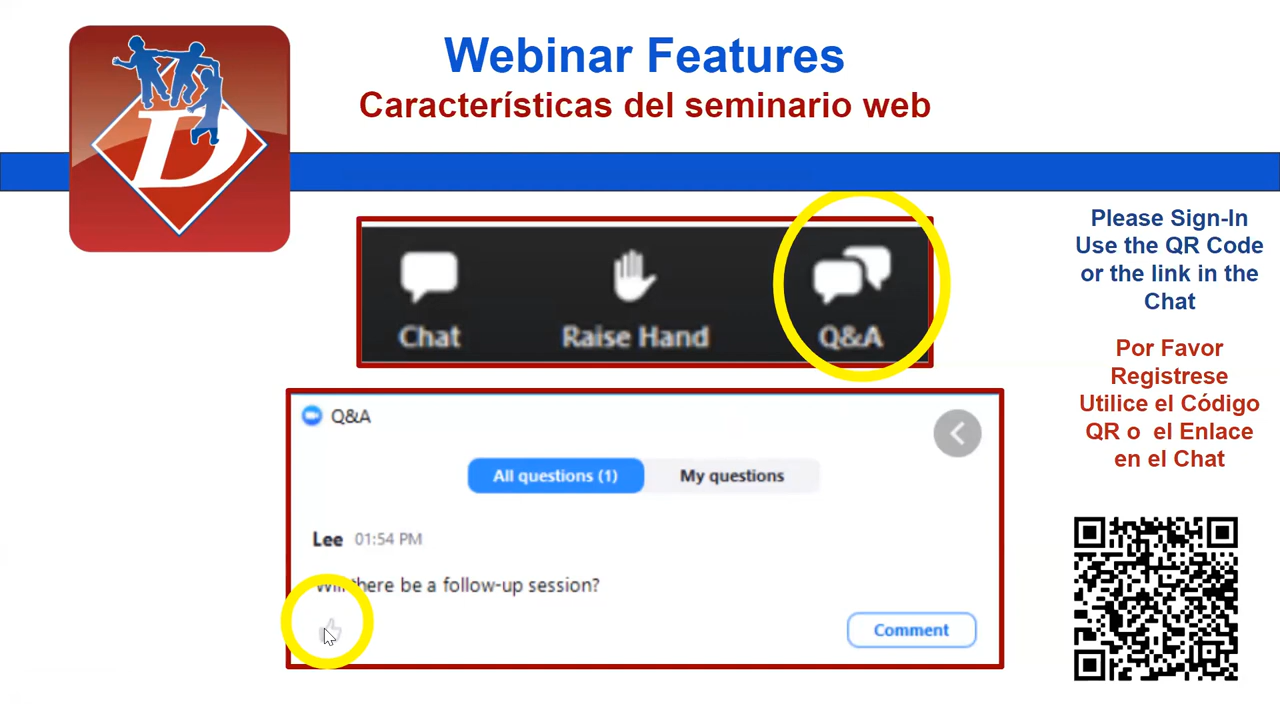 Webinar Features
Características del seminario web
D
Chat
Raise Hand
Q&A
Q&A
All questions (1)
My questions
Lee 01:54 PM
Will there be a follow-up session?
Comment
Please Sign-In
Use the QR Code
or the link in the
Chat
Por Favor
Registrese
Utilice el Código
QR o el Enlace
en el Chat